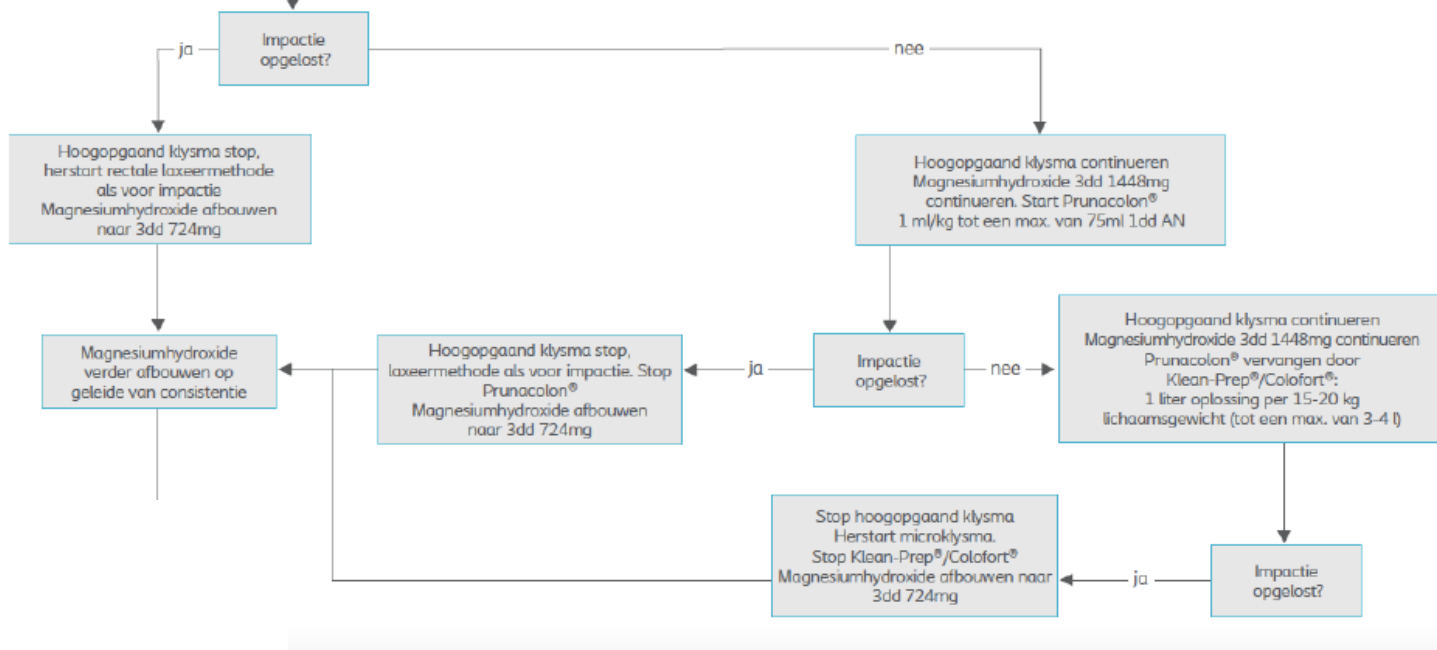 Impactie
opgelost?
ja
nee
Hoogopgaand klysma stop,
herstart rectale laxeermethode
als voor impactie
Magnesiumhydroxide afbouwen
naar 3dd 724mg
Hoogopgaand klysma continueren
Magnesiumhydroxide 3dd 1448mg
continueren. Start Prunacolon®
1 ml/kg tot een max. van 75ml 1dd AN
Magnesiumhydroxide
verder afbouwen op
geleide van consistentie
Hoogopgaand klysma stop,
laxeermethode als voor impactie. Stop
Prunacolon®
Magnesiumhydroxide afbouwen
naar 3dd 724mg
ja
Impactie
opgelost?
nee
Hoogopgaand klysma continueren
Magnesiumhydroxide 3dd 1448mg continueren
Prunacolon® vervangen door
Klean-Prep®/Colofort®:
1 liter oplossing per 15-20 kg
lichaamsgewicht (tot een max. van 3-4 l)
Stop hoogopgaand klysma
Herstart microklysma.
Stop Klean-Prep®/Colofort®
Magnesiumhydroxide afbouwen naar
3dd 724mg
ja
Impactie
opgelost?